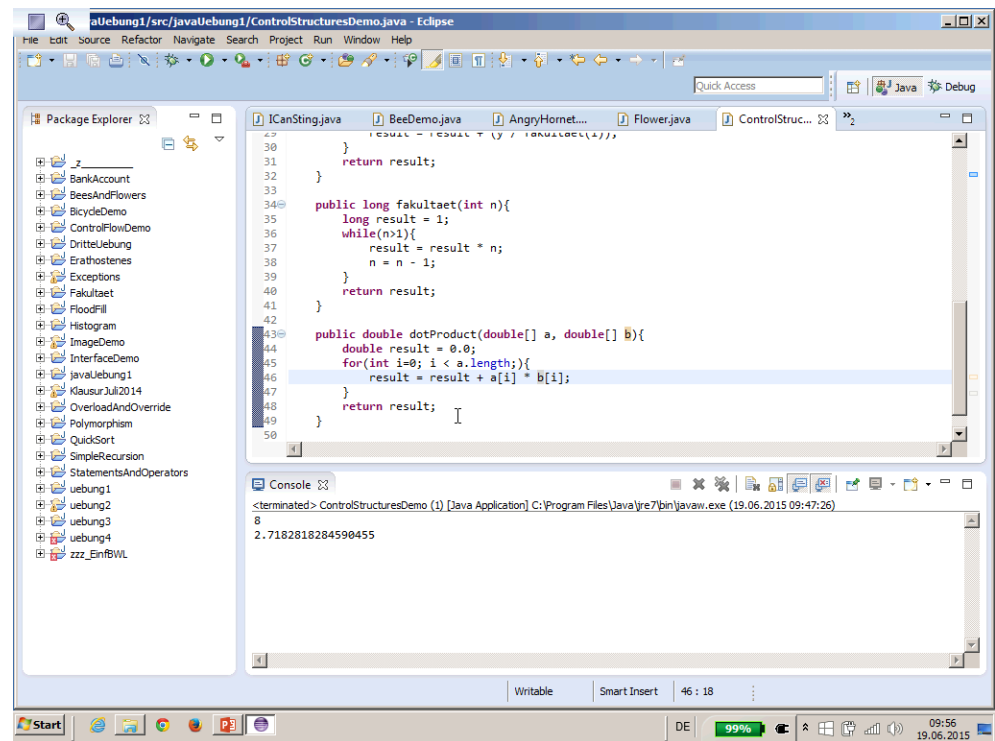 aUebung1/src/javaUebung1/ControlStructuresDemo.java - Eclipse
File Edit Source Refactor Navigate Search Project Run Window Help
Quick Access
Java
Debug
Package Explorer
_z_________
BankAccount
BeesAndFlowers
BicycleDemo
ControlFlowDemo
DritteUebung
Erathostenes
Exceptions
Fakultaet
FloodFill
Histogram
ImageDemo
InterfaceDemo
javaUebung1
KlausurJuli2014
OverloadAndOverride
Polymorphism
QuickSort
SimpleRecursion
StatementsAndOperators
uebung1
uebung2
uebung3
uebung4
zzz_EinfBWL
ICanSting.java BeeDemo.java AngryHornet.... Flower.java ControlStruc... »2
29 result = result + (y / fakultaet(i));
30 }
31 return result;
32 }
33
34 public long fakultaet(int n){
35 long result = 1;
36 while(n>1){
37 result = result * n;
38 n = n - 1;
39 }
40 return result;
41 }
42
43 public double dotProduct(double[] a, double[] b){
44 double result = 0.0;
45 for(int i=0; i < a.length;){
46 result = result + a[i] * b[i];
47 }
48 return result;
49 }
50
Console
<terminated> ControlStructuresDemo (1) [Java Application] C:\Program Files\Java\jre7\bin\javaw.exe (19.06.2015 09:47:26)
8
2.7182818284590455
Writable Smart Insert 46 : 18
Start
DE
99%
09:56
19.06.2015